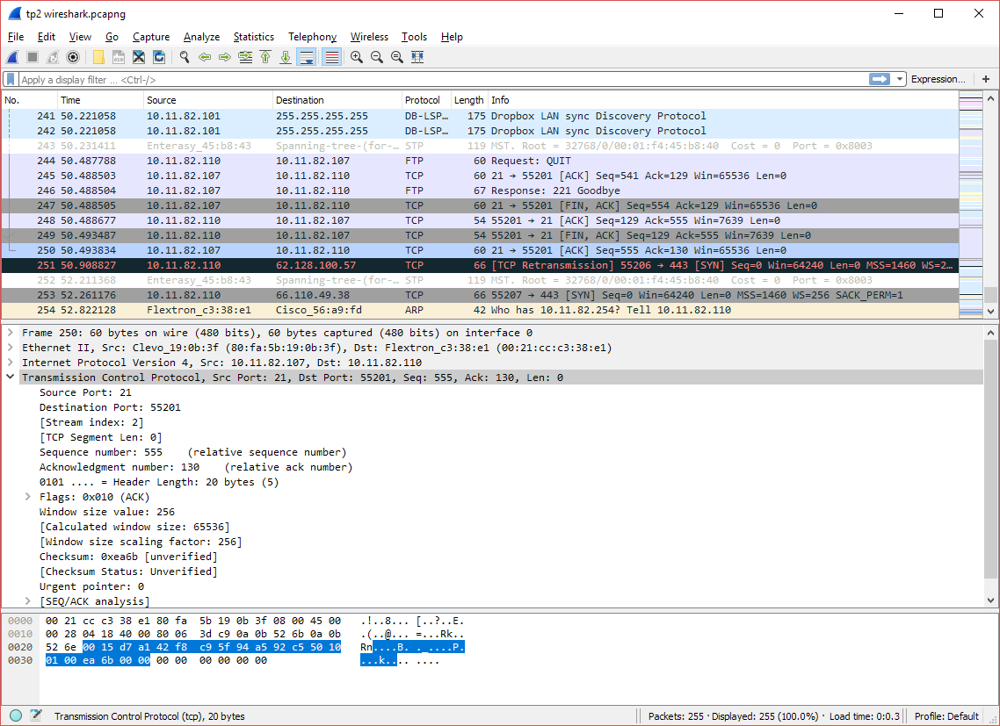 tp2 wireshark.pcapng
File Edit View Go Capture Analyze Statistics Telephony Wireless Tools Help
Apply a display filter ... <Ctrl-/> Expression... +
No. Time Source Destination Protocol Length Info
241 50.221058 10.11.82.101 255.255.255.255 DB-LSP... 175 Dropbox LAN sync Discovery Protocol
242 50.221058 10.11.82.101 255.255.255.255 DB-LSP... 175 Dropbox LAN sync Discovery Protocol
243 50.231411 Enterasy_45:b8:43 Spanning-tree-(for-... STP 119 MST. Root = 32768/0/00:01:f4:45:b8:40 Cost = 0 Port = 0x8003
244 50.487788 10.11.82.110 10.11.82.107 FTP 60 Request: QUIT
245 50.488503 10.11.82.107 10.11.82.110 TCP 60 21 → 55201 [ACK] Seq=541 Ack=129 Win=65536 Len=0
246 50.488504 10.11.82.107 10.11.82.110 FTP 67 Response: 221 Goodbye
247 50.488505 10.11.82.107 10.11.82.110 TCP 60 21 → 55201 [FIN, ACK] Seq=554 Ack=129 Win=65536 Len=0
248 50.488677 10.11.82.110 10.11.82.107 TCP 54 55201 → 21 [ACK] Seq=129 Ack=555 Win=7639 Len=0
249 50.493487 10.11.82.110 10.11.82.107 TCP 54 55201 → 21 [FIN, ACK] Seq=129 Ack=555 Win=7639 Len=0
250 50.493834 10.11.82.107 10.11.82.110 TCP 60 21 → 55201 [ACK] Seq=555 Ack=130 Win=65536 Len=0
251 50.908827 10.11.82.110 62.128.100.57 TCP 66 [TCP Retransmission] 55206 → 443 [SYN] Seq=0 Win=64240 Len=0 MSS=1460 WS=2...
252 52.211368 Enterasy_45:b8:43 Spanning-tree-(for-... STP 119 MST. Root = 32768/0/00:01:f4:45:b8:40 Cost = 0 Port = 0x8003
253 52.261176 10.11.82.110 66.110.49.38 TCP 66 55207 → 443 [SYN] Seq=0 Win=64240 Len=0 MSS=1460 WS=256 SACK_PERM=1
254 52.822128 Flextron_c3:38:e1 Cisco_56:a9:fd ARP 42 Who has 10.11.82.254? Tell 10.11.82.110
Frame 250: 60 bytes on wire (480 bits), 60 bytes captured (480 bits) on interface 0
Ethernet II, Src: Clevo_19:0b:3f (80:fa:5b:19:0b:3f), Dst: Flextron_c3:38:e1 (00:21:cc:c3:38:e1)
Internet Protocol Version 4, Src: 10.11.82.107, Dst: 10.11.82.110
Transmission Control Protocol, Src Port: 21, Dst Port: 55201, Seq: 555, Ack: 130, Len: 0
Source Port: 21
Destination Port: 55201
[Stream index: 2]
[TCP Segment Len: 0]
Sequence number: 555 (relative sequence number)
Acknowledgment number: 130 (relative ack number)
0101 .... = Header Length: 20 bytes (5)
Flags: 0x010 (ACK)
Window size value: 256
[Calculated window size: 65536]
[Window size scaling factor: 256]
Checksum: 0xea6b [unverified]
[Checksum Status: Unverified]
Urgent pointer: 0
[SEQ/ACK analysis]
0000 00 21 cc c3 38 e1 80 fa 5b 19 0b 3f 08 00 45 00 .!..8... [..?..E.
0010 00 28 04 18 40 00 80 06 3d c9 0a 0b 52 6b 0a 0b .(..@... =...Rk..
0020 52 6e 00 15 d7 a1 42 f8 c9 5f 94 a5 92 c5 50 10 Rn....B. ._....P.
0030 01 00 ea 6b 00 00 00 00 00 00 00 00 ...k.... ....
Transmission Control Protocol (tcp), 20 bytes Packets: 255 · Displayed: 255 (100.0%) · Load time: 0:0.3 Profile: Default